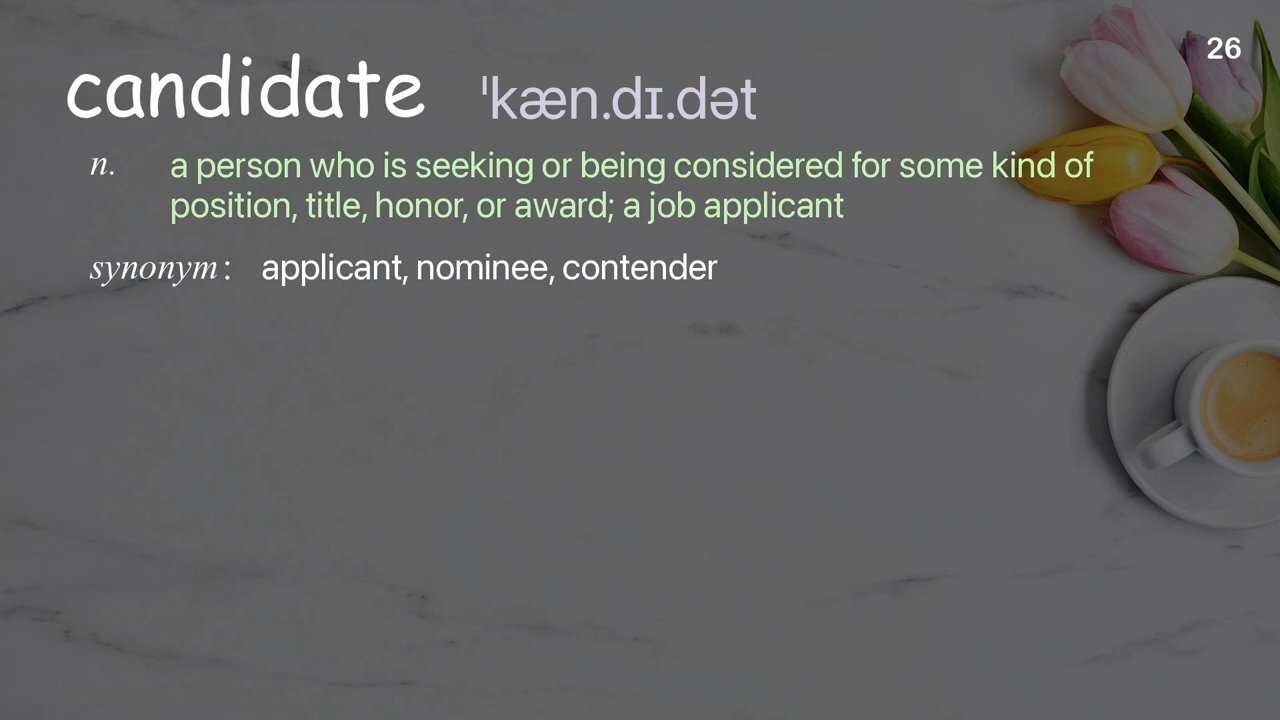 26
candidate ˈkæn.dɪ.dət
n. a person who is seeking or being considered for some kind of
position, title, honor, or award; a job applicant
synonym: applicant, nominee, contender